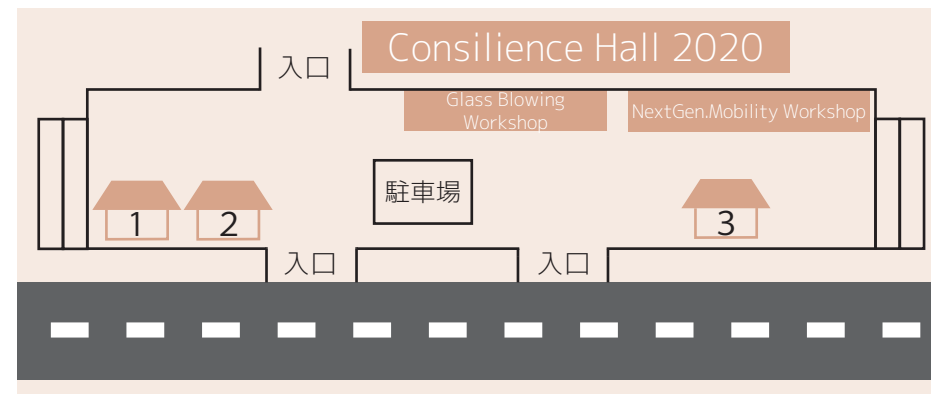 Consilience Hall 2020
入口
Glass Blowing
Workshop
NextGen.Mobility Workshop
駐車場
1
2
3
入口
入口